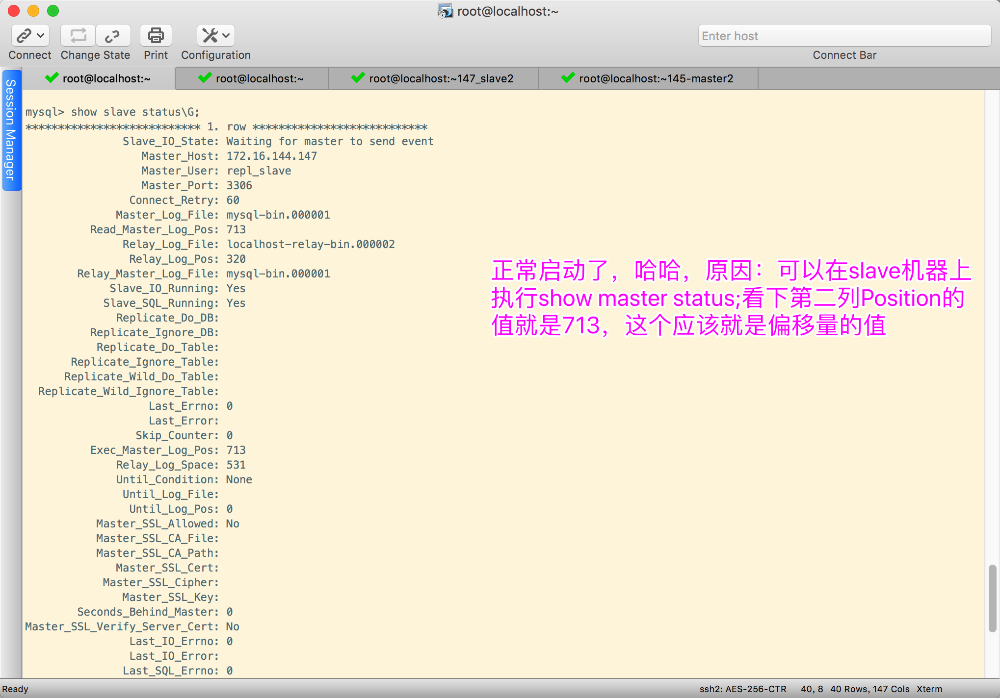 root@localhost:~
Connect
Change State
Print
Configuration
Enter host
Connect Bar
Session Manager
root@localhost:~
root@localhost:~
root@localhost:~147_slave2
root@localhost:~145-master2
mysql> show slave status\G;
*************************** 1. row ***************************
Slave_IO_State: Waiting for master to send event
Master_Host: 172.16.144.147
Master_User: repl_slave
Master_Port: 3306
Connect_Retry: 60
Master_Log_File: mysql-bin.000001
Read_Master_Log_Pos: 713
Relay_Log_File: localhost-relay-bin.000002
Relay_Log_Pos: 320
Relay_Master_Log_File: mysql-bin.000001
Slave_IO_Running: Yes
Slave_SQL_Running: Yes
Replicate_Do_DB:
Replicate_Ignore_DB:
Replicate_Do_Table:
Replicate_Ignore_Table:
Replicate_Wild_Do_Table:
Replicate_Wild_Ignore_Table:
Last_Errno: 0
Last_Error:
Skip_Counter: 0
Exec_Master_Log_Pos: 713
Relay_Log_Space: 531
Until_Condition: None
Until_Log_File:
Until_Log_Pos: 0
Master_SSL_Allowed: No
Master_SSL_CA_File:
Master_SSL_CA_Path:
Master_SSL_Cert:
Master_SSL_Cipher:
Master_SSL_Key:
Seconds_Behind_Master: 0
Master_SSL_Verify_Server_Cert: No
Last_IO_Errno: 0
Last_IO_Error:
Last_SQL_Errno: 0
正常启动了，哈哈，原因：可以在slave机器上
执行show master status;看下第二列Position的
值就是713，这个应该就是偏移量的值
Ready
ssh2: AES-256-CTR
40, 8
40 Rows, 147 Cols
Xterm